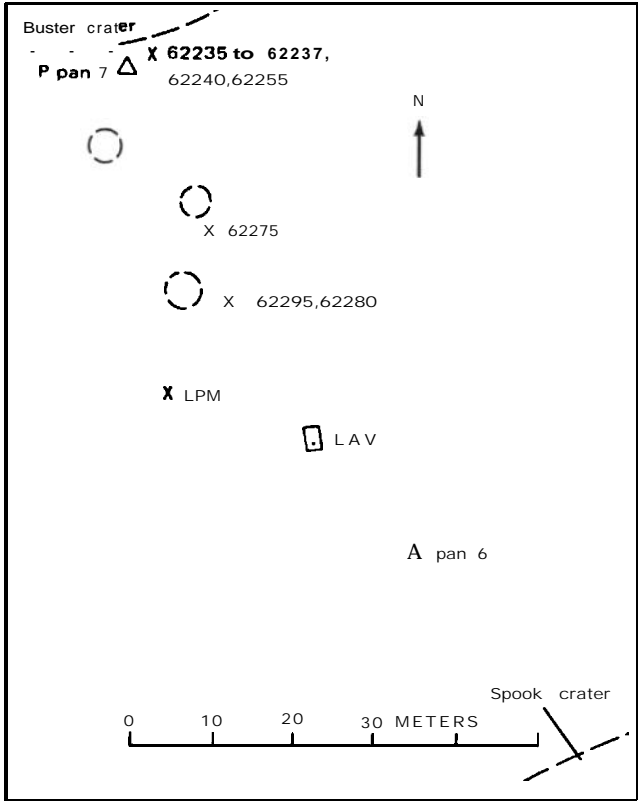 Buster crater
P pan 7 X 62235 to 62237,
62240,62255
N
X 62275
X 62295,62280
X LPM
LAV
A pan 6
Spook crater
0 10 20 30 METERS